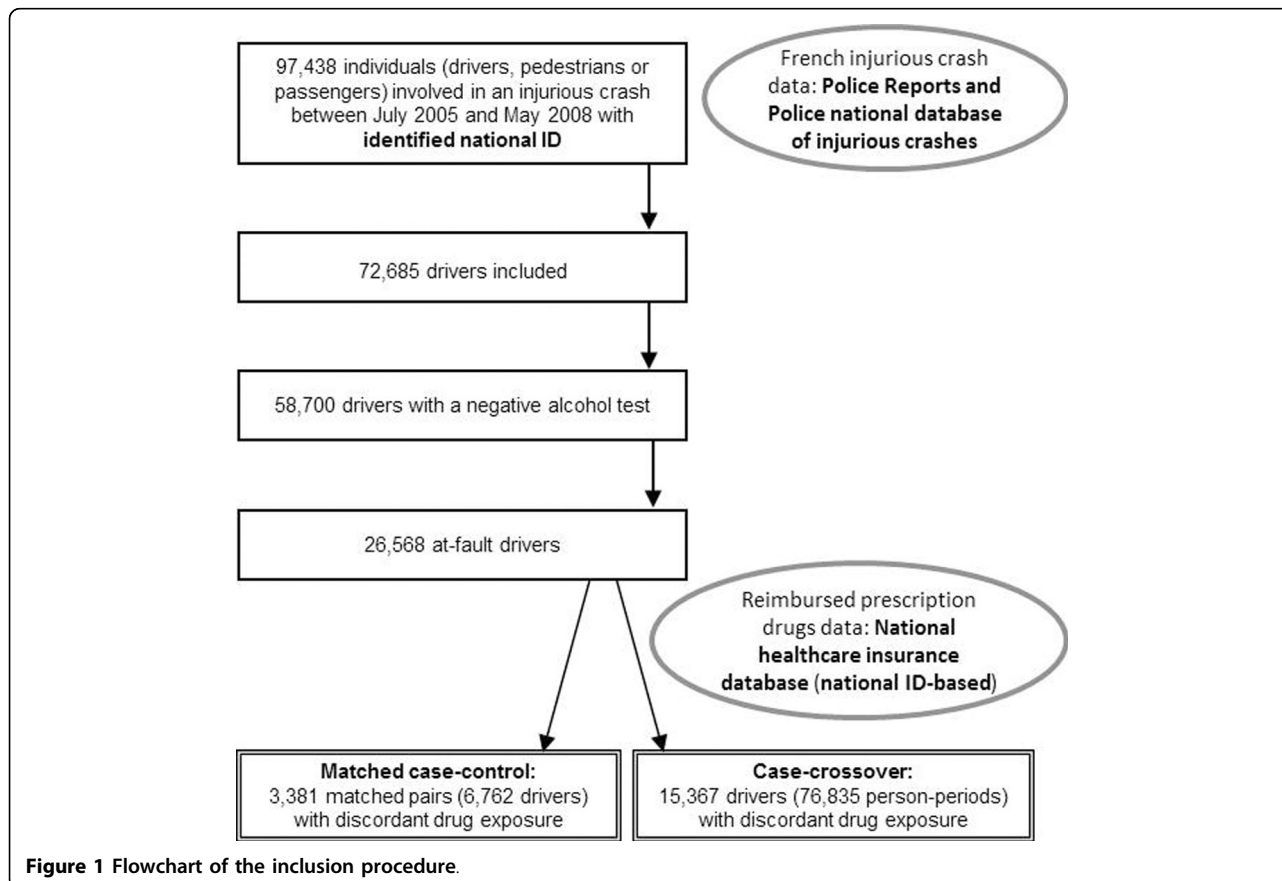 97,438 individuals (drivers, pedestrians or
passengers) involved in an injurious crash
between July 2005 and May 2008 with
identified national ID
French injurious crash
data: Police Reports and
Police national database
of injurious crashes
72,685 drivers included
58,700 drivers with a negative alcohol test
26,568 at-fault drivers
Reimbursed prescription
drugs data: National
healthcare insurance
database (national ID-based)
Matched case-control:
3,381 matched pairs (6,762 drivers)
with discordant drug exposure
Case-crossover:
15,367 drivers (76,835 person-periods)
with discordant drug exposure
Figure 1 Flowchart of the inclusion procedure.